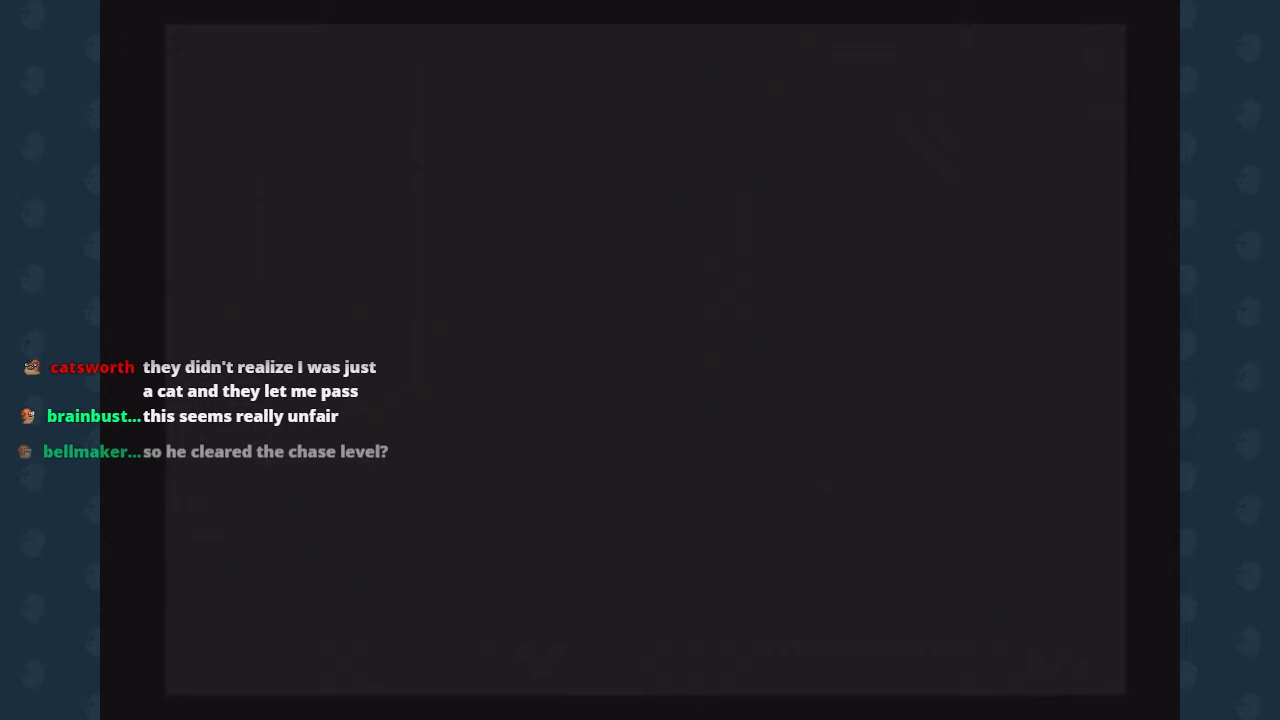 catsworth they didn't realize I was just
a cat and they let me pass
brainbust... this seems really unfair
bellmaker... so he cleared the chase level?